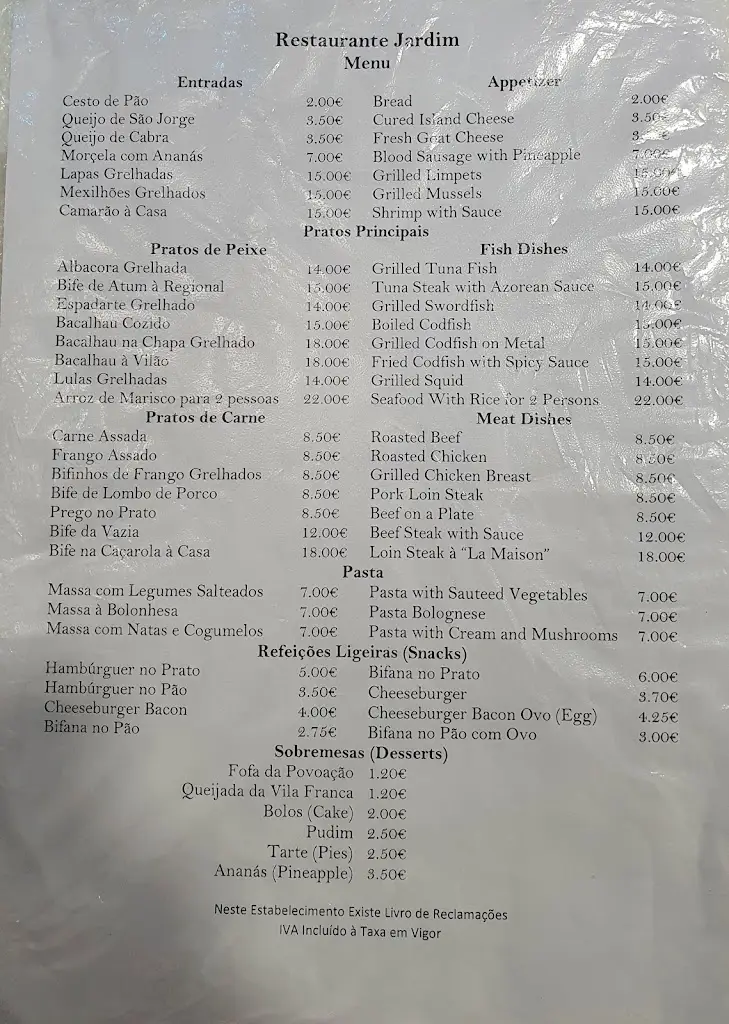 Restaurante Jardim
Menu
Entradas Appetizer
Cesto de Pão 2.00€ Bread 2.00€
Queijo de São Jorge 3.50€ Cured Island Cheese 3.50€
Queijo de Cabra 3.50€ Fresh Goat Cheese
Morçela com Ananás 7.00€ Blood Sausage with Pineapple 7.00€
Lapas Grelhadas 15.00€ Grilled Limpets 15.00€
Mexilhões Grelhados 15.00€ Grilled Mussels 15.00€
Camarão à Casa 15.00€ Shrimp with Sauce 15.00€
Pratos Principais
Pratos de Peixe Fish Dishes
Albacora Grelhada 14.00€ Grilled Tuna Fish 14.00€
Bife de Atum à Regional 15.00€ Tuna Steak with Azorean Sauce 15.00€
Espadarte Grelhado 14.00€ Grilled Swordfish 14.00€
Bacalhau Cozido 15.00€ Boiled Codfish 15.00€
Bacalhau na Chapa Grelhado 18.00€ Grilled Codfish on Metal 15.00€
Bacalhau à Vilão 18.00€ Fried Codfish with Spicy Sauce 15.00€
Lulas Grelhadas 14.00€ Grilled Squid 14.00€
Arroz de Marisco para 2 pessoas 22.00€ Seafood With Rice for 2 Persons 22.00€
Pratos de Carne Meat Dishes
Carne Assada 8.50€ Roasted Beef 8.50€
Frango Assado 8.50€ Roasted Chicken 8.50€
Bifinhos de Frango Grelhados 8.50€ Grilled Chicken Breast 8.50€
Bife de Lombo de Porco 8.50€ Pork Loin Steak 8.50€
Prego no Prato 8.50€ Beef on a Plate 8.50€
Bife da Vazia 12.00€ Beef Steak with Sauce 12.00€
Bife na Caçarola à Casa 18.00€ Loin Steak à “La Maison” 18.00€
Pasta
Massa com Legumes Salteados 7.00€ Pasta with Sauteed Vegetables 7.00€
Massa à Bolonhesa 7.00€ Pasta Bolognese 7.00€
Massa com Natas e Cogumelos 7.00€ Pasta with Cream and Mushrooms 7.00€
Refeições Ligeiras (Snacks)
Hambúrguer no Prato 5.00€ Bifana no Prato 6.00€
Hambúrguer no Pão 3.50€ Cheeseburger 3.70€
Cheeseburger Bacon 4.00€ Cheeseburger Bacon Ovo (Egg) 4.25€
Bifana no Pão 2.75€ Bifana no Pão com Ovo 3.00€
Sobremesas (Desserts)
Fofa da Povoação 1.20€
Queijada da Vila Franca 1.20€
Bolos (Cake) 2.00€
Pudim 2.50€
Tarte (Pies) 2.50€
Ananás (Pineapple) 3.50€
Neste Estabelecimento Existe Livro de Reclamações
IVA Incluído à Taxa em Vigor